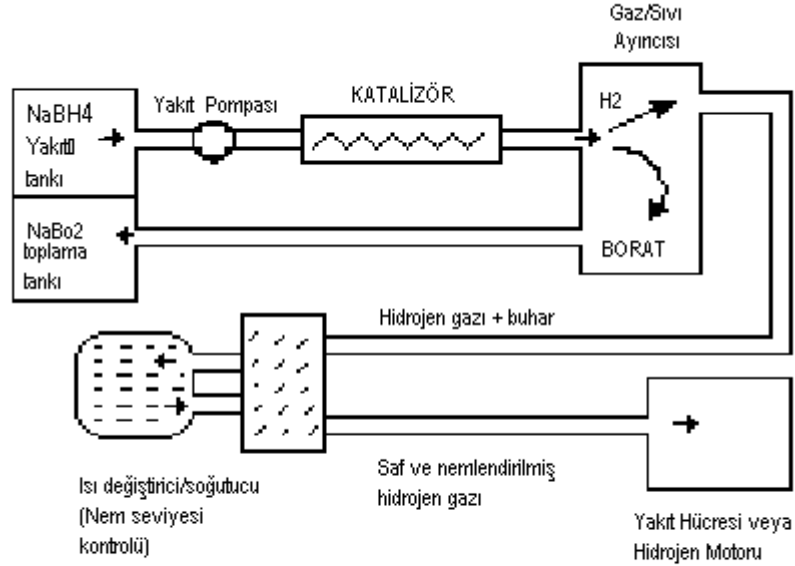 Gaz/Sıvı
Ayırıcısı
NaBH4
Yakıtı
tankı
Yakıt Pompası
KATALİZÖR
H2
NaBo2
toplama
tankı
BORAT
Hidrojen gazı + buhar
Isı değiştirici/soğutucu
(Nem seviyesi
kontrolü)
Saf ve nemlendirilmiş
hidrojen gazı
Yakıt Hücresi veya
Hidrojen Motoru